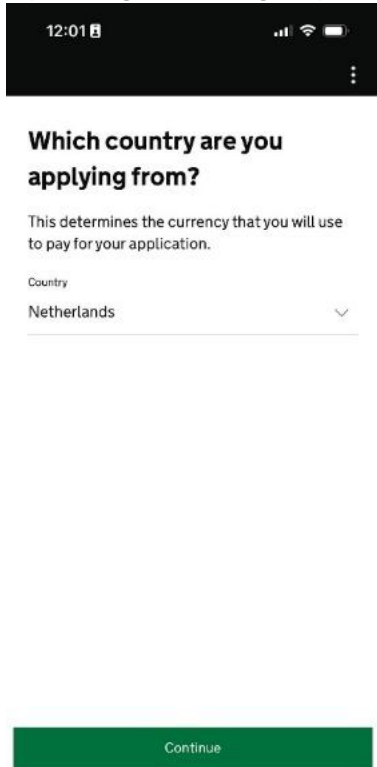 12:01
Which country are you
applying from?
This determines the currency that you will use
to pay for your application.
Country
Netherlands
Continue